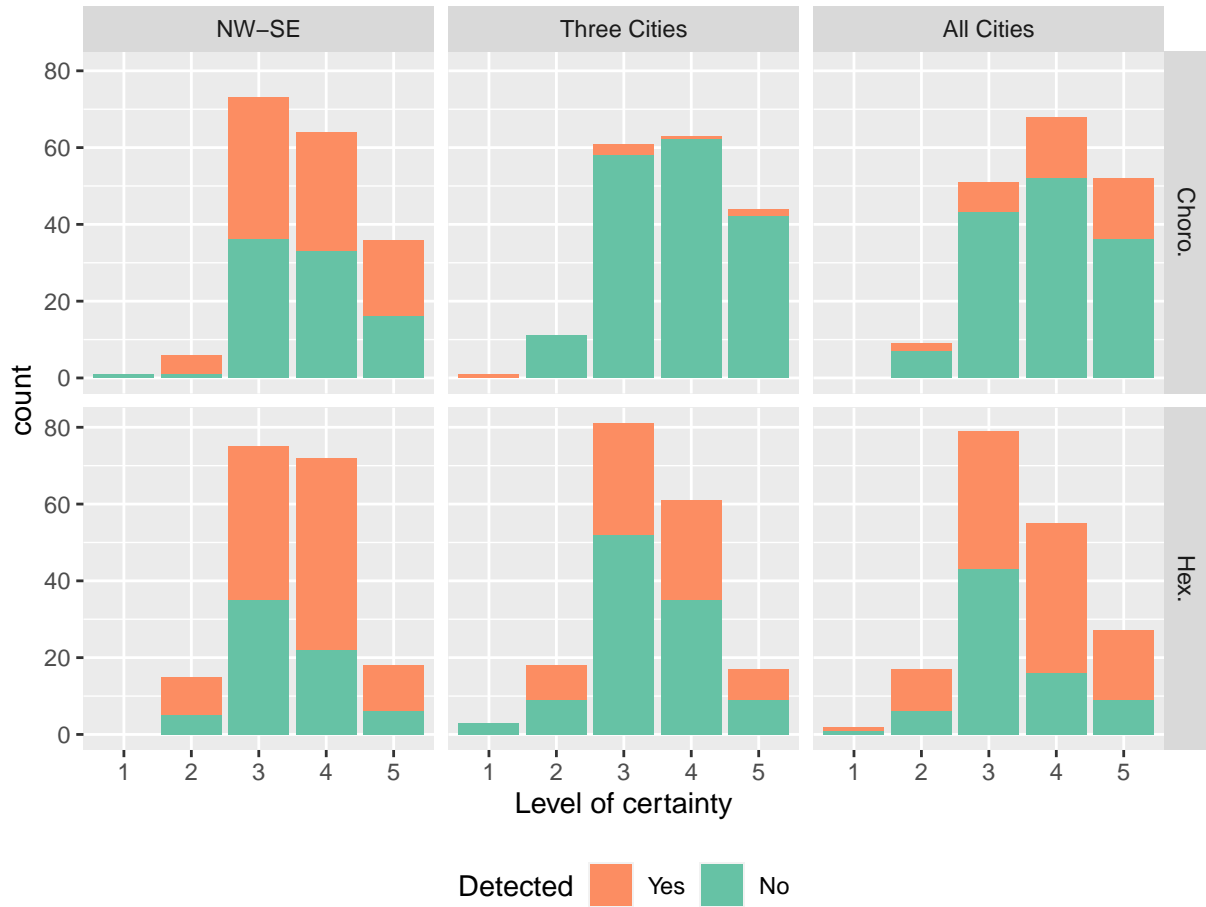 NW−SE Three Cities All Cities
80
60
40
20
0
Choro.
count
80
60
40
20
0
Hex.
1 2 3 4 5 1 2 3 4 5 1 2 3 4 5
Level of certainty
Detected Yes No